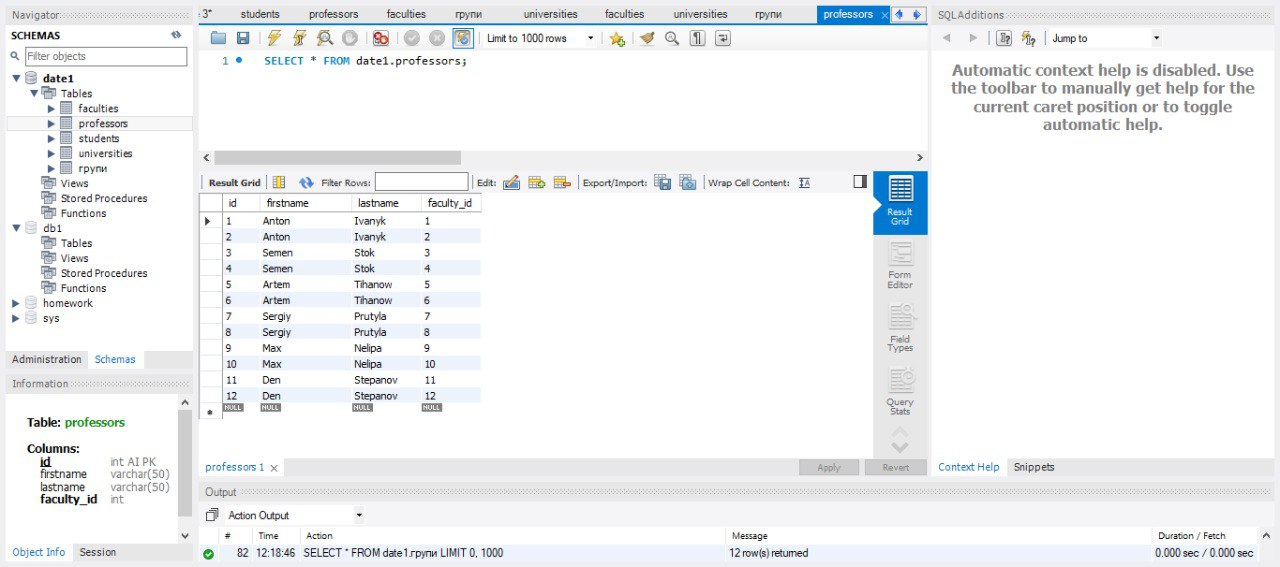 Navigator
SCHEMAS
Filter objects
date1
Tables
faculties
professors
students
universities
групи
Views
Stored Procedures
Functions
db1
Tables
Views
Stored Procedures
Functions
homework
sys
Administration Schemas
Information
Table: professors
Columns:
id int AI PK
firstname varchar(50)
lastname varchar(50)
faculty_id int
Object Info Session
e 3* students professors faculties групи universities faculties universities групи professors
Limit to 1000 rows
1 SELECT * FROM date1.professors;
Result Grid Filter Rows: Edit: Export/Import: Wrap Cell Content:
id firstname lastname faculty_id
1 Anton Ivanyk 1
2 Anton Ivanyk 2
3 Semen Stok 3
4 Semen Stok 4
5 Artem Tihanow 5
6 Artem Tihanow 6
7 Sergiy Prutyla 7
8 Sergiy Prutyla 8
9 Max Nelipa 9
10 Max Nelipa 10
11 Den Stepanov 11
12 Den Stepanov 12
NULL NULL NULL NULL
Result
Grid
Form
Editor
Field
Types
Query
Stats
professors 1 Apply Revert
SQLAdditions
Jump to
Automatic context help is disabled. Use
the toolbar to manually get help for the
current caret position or to toggle
automatic help.
Context Help Snippets
Output
Action Output
# Time Action Message Duration / Fetch
82 12:18:46 SELECT * FROM date1.групи LIMIT 0, 1000 12 row(s) returned 0.000 sec / 0.000 sec